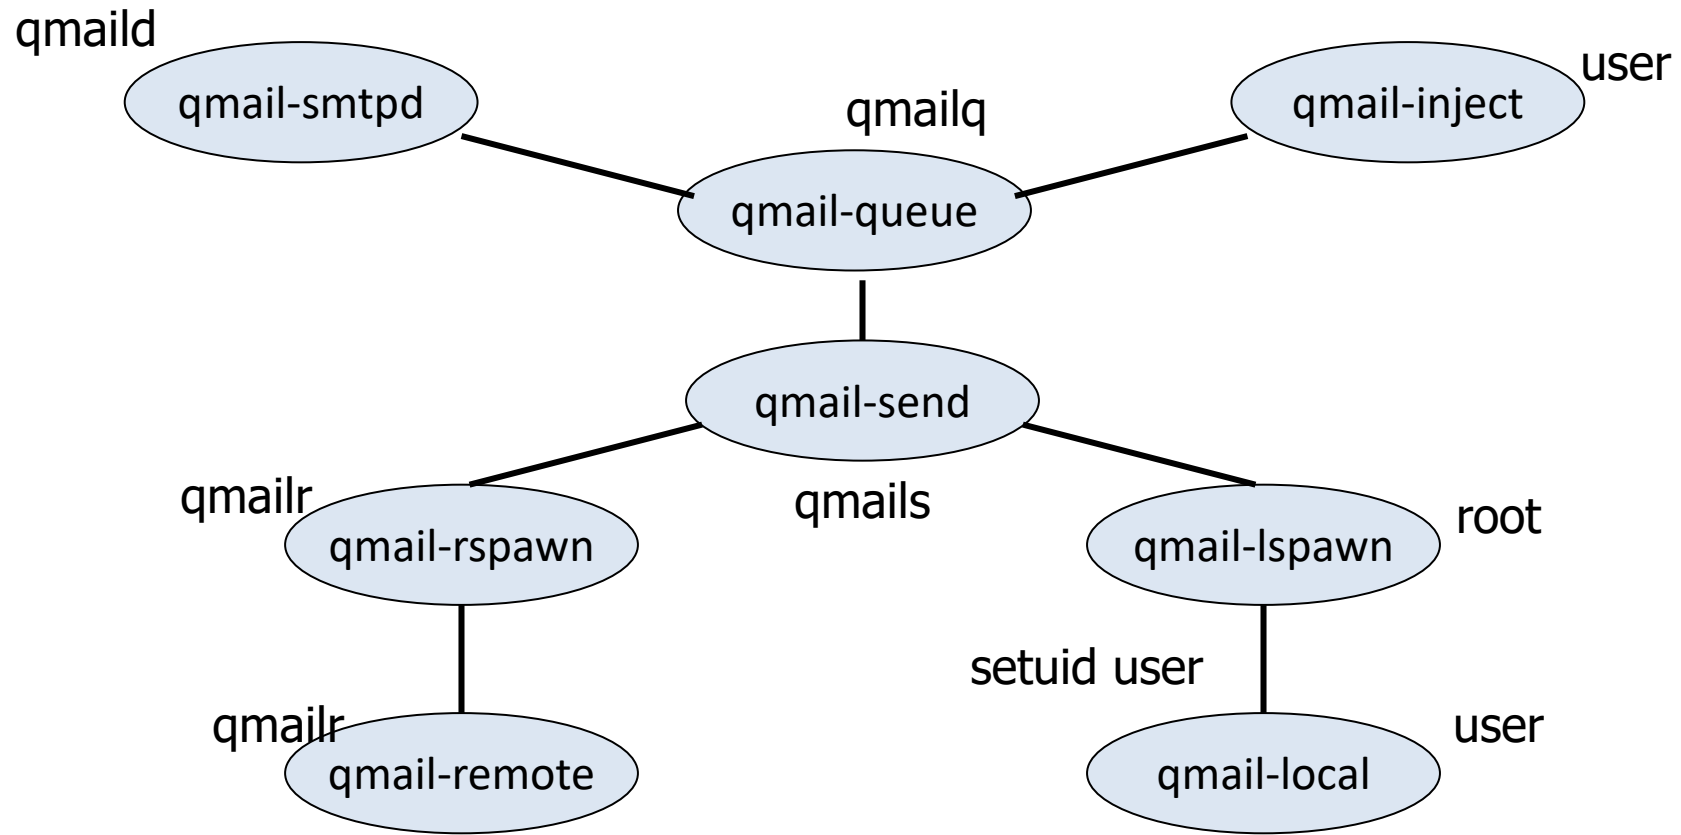 qmaild
qmail-smtpd
user
qmail-inject
qmailq
qmail-queue
qmail-send
qmails
qmailr
qmail-rspawn
root
qmail-lspawn
setuid user
qmailr
qmail-remote
user
qmail-local